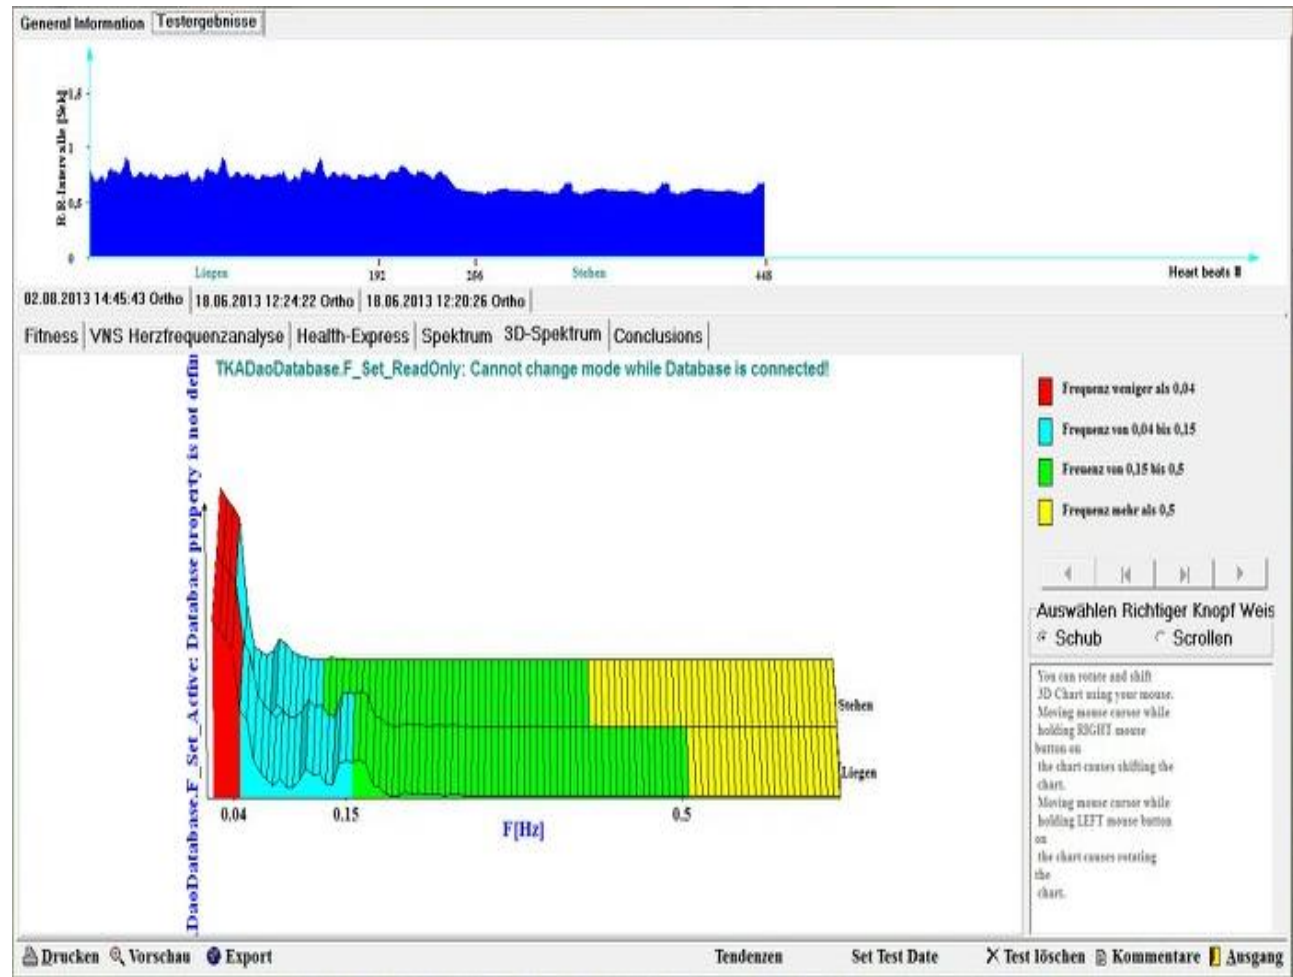 General Information Testergebnisse
R-R-Intervalle [Sek]
1,5
1
0,5
0
Liegen 192 256 Stehen 448 Heart beats #
02.08.2013 14:45:43 Ortho 18.06.2013 12:24:22 Ortho 18.06.2013 12:20:26 Ortho
Fitness VNS Herzfrequenzanalyse Health-Express Spektrum 3D-Spektrum Conclusions
TKADaoDatabase.F_Set_ReadOnly: Cannot change mode while Database is connected!
.DaoDatabase.F_Set_Active: Database property is not defin
Stehen
Liegen
0.04 0.15 0.5
F[Hz]
Frequenz weniger als 0,04
Frequenz von 0,04 bis 0,15
Freuenz von 0,15 bis 0,5
Frequenz mehr als 0,5
Auswählen Richtiger Knopf Weis
Schub Scrollen
You can rotate and shift
3D Chart using your mouse.
Moving mouse cursor while
holding RIGHT mouse
button on
the chart causes shifting the
chart.
Moving mouse cursor while
holding LEFT mouse button
on
the chart causes rotating
the
chart.
Drucken Vorschau Export Tendenzen Set Test Date Test löschen Kommentare Ausgang